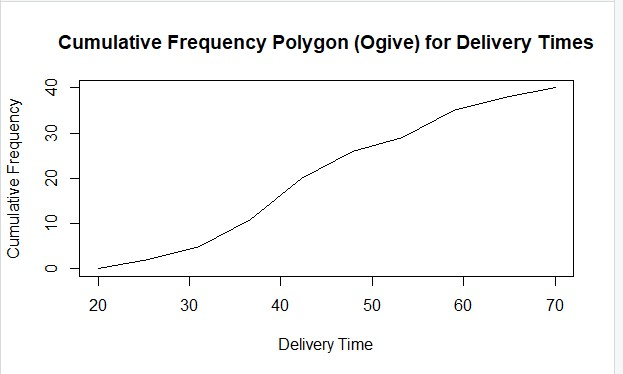 Cumulative Frequency Polygon (Ogive) for Delivery Times
Cumulative Frequency
40
30
20
10
0
20 30 40 50 60 70
Delivery Time